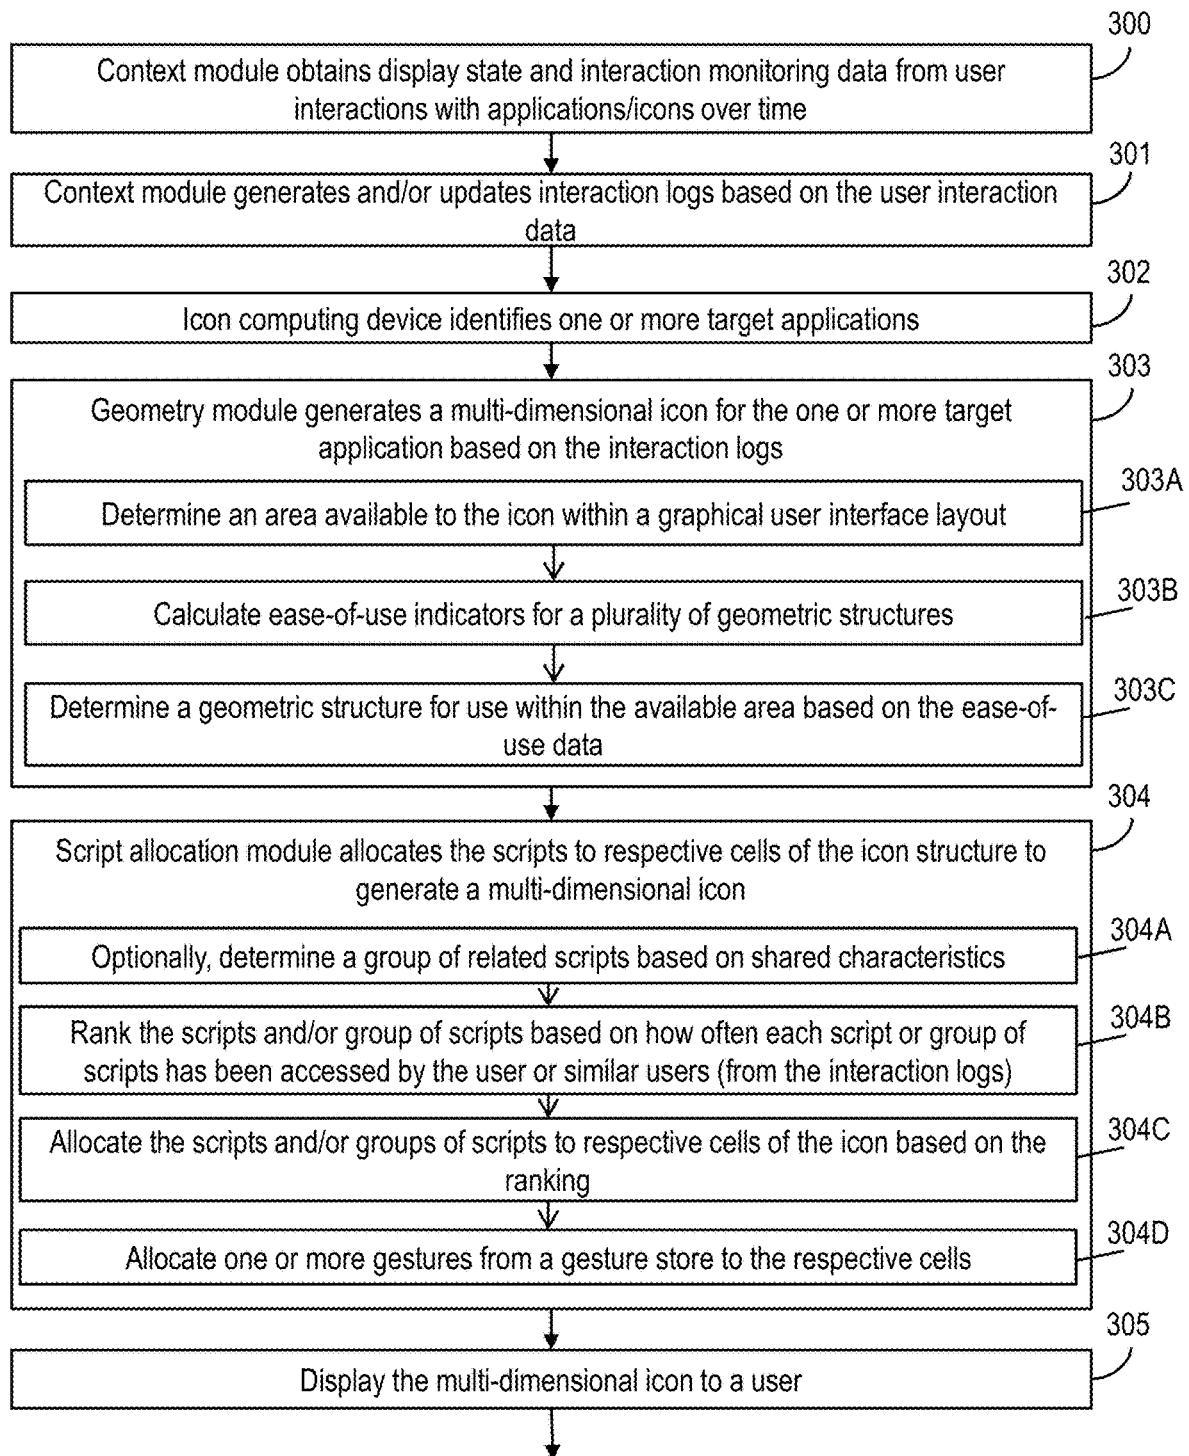 300
Context module obtains display state and interaction monitoring data from user
interactions with applications/icons over time
301
Context module generates and/or updates interaction logs based on the user interaction
data
302
Icon computing device identifies one or more target applications
303
Geometry module generates a multi-dimensional icon for the one or more target
application based on the interaction logs
303A
Determine an area available to the icon within a graphical user interface layout
303B
Calculate ease-of-use indicators for a plurality of geometric structures
303C
Determine a geometric structure for use within the available area based on the ease-of-
use data
304
Script allocation module allocates the scripts to respective cells of the icon structure to
generate a multi-dimensional icon
304A
Optionally, determine a group of related scripts based on shared characteristics
304B
Rank the scripts and/or group of scripts based on how often each script or group of
scripts has been accessed by the user or similar users (from the interaction logs)
304C
Allocate the scripts and/or groups of scripts to respective cells of the icon based on the
ranking
304D
Allocate one or more gestures from a gesture store to the respective cells
305
Display the multi-dimensional icon to a user